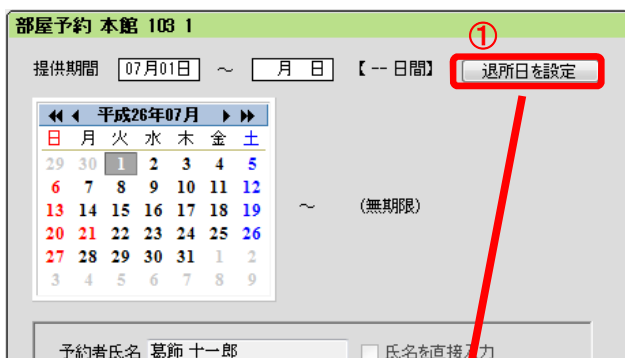 部屋予約 本館 103 1
①
提供期間 07月01日 ～ 月 日 【 -- 日間】 退所日を設定
平成26年07月
日 月 火 水 木 金 土
29 30 1 2 3 4 5
6 7 8 9 10 11 12
13 14 15 16 17 18 19
20 21 22 23 24 25 26
27 28 29 30 31 1 2
3 4 5 6 7 8 9
～ (無期限)
予約者氏名 葛飾 十一郎 氏名を直接入力